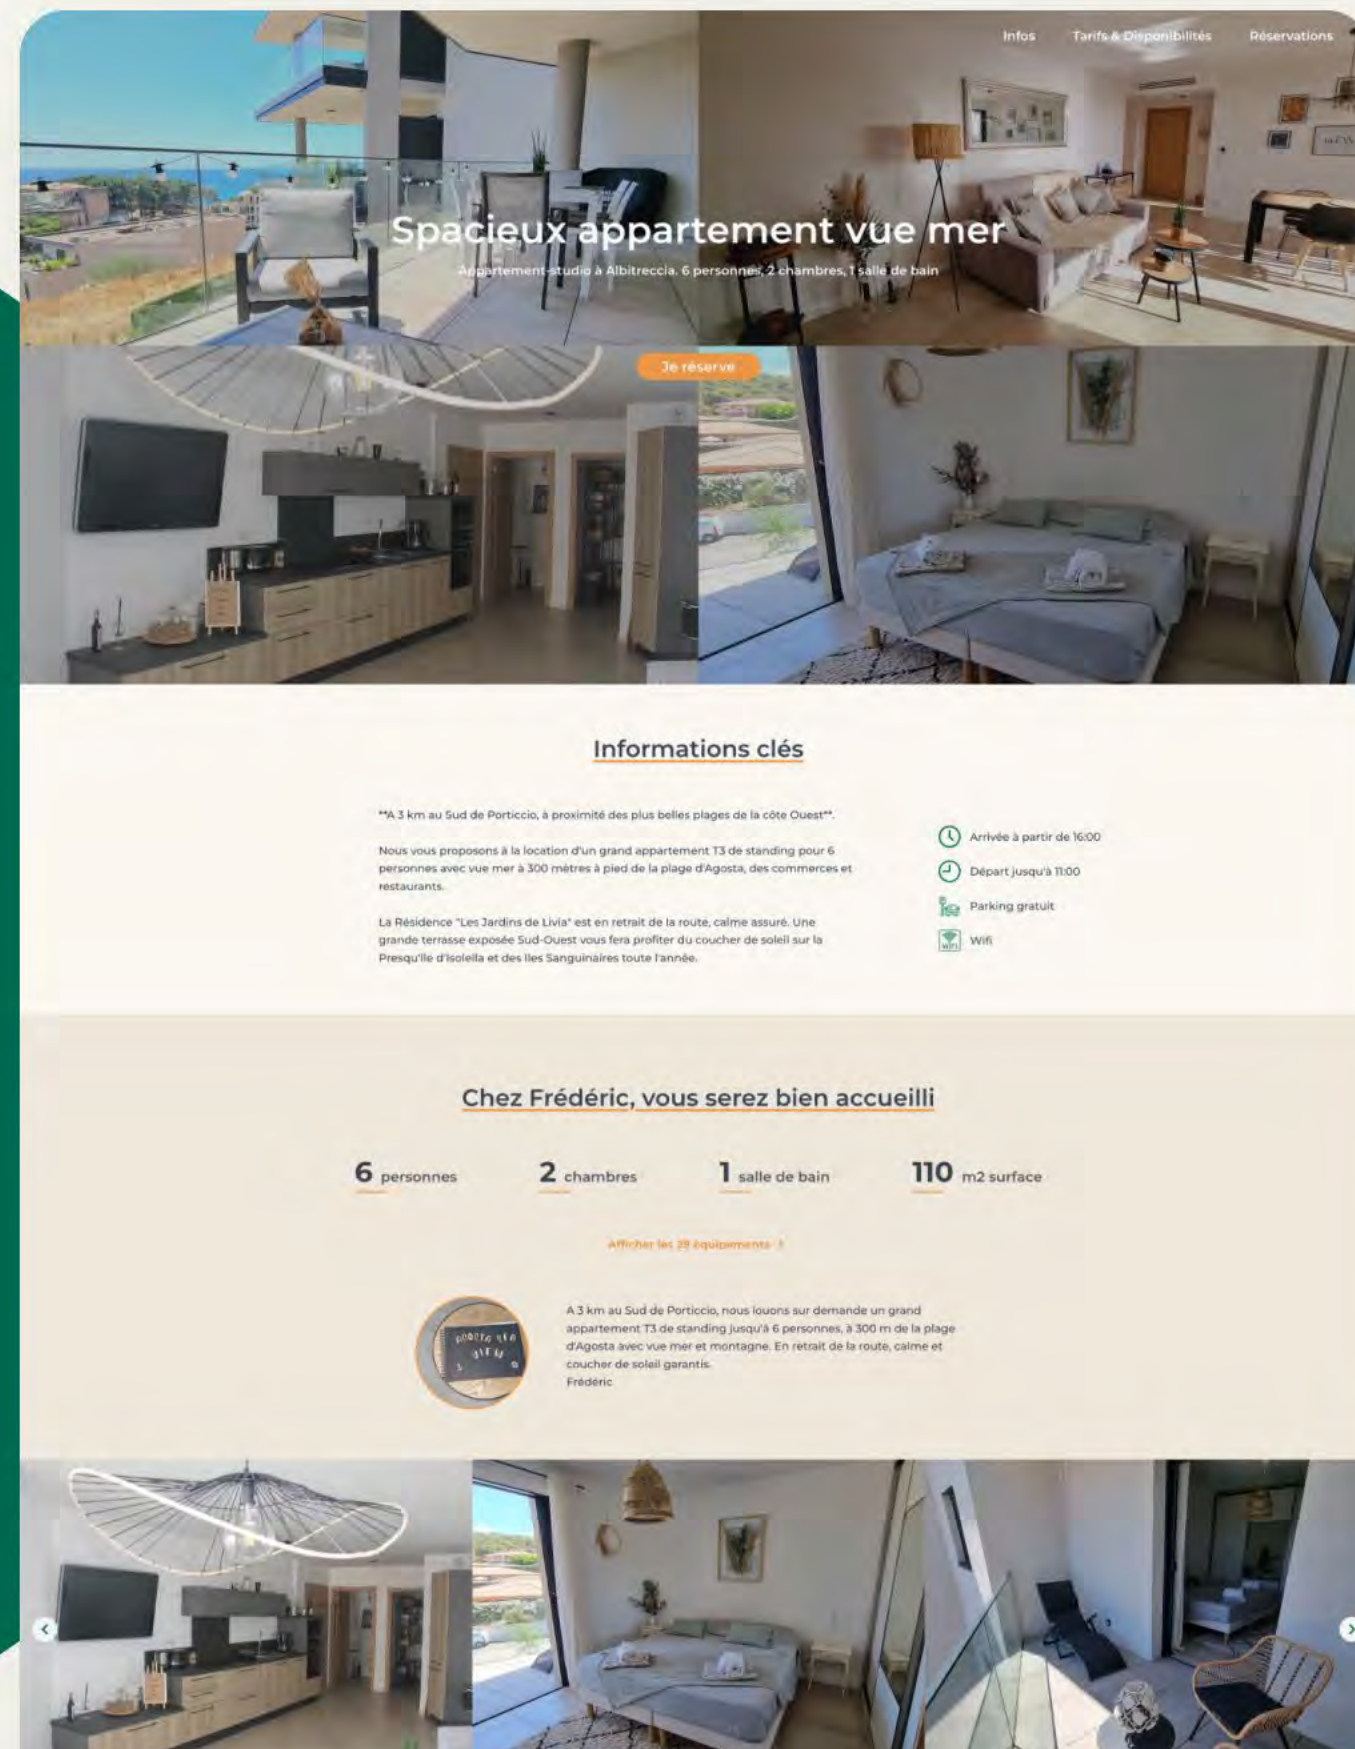 Infos Tarifs & Disponibilités Réservations
Spacieux appartement vue mer
Appartement-studio à Albitreccia. 6 personnes, 2 chambres, 1 salle de bain
Je réserve
Informations clés
**A 3 km au Sud de Porticcio, à proximité des plus belles plages de la côte Ouest**.
Nous vous proposons à la location d'un grand appartement T3 de standing pour 6
personnes avec vue mer à 300 mètres à pied de la plage d'Agosta, des commerces et
restaurants.
La Résidence "Les Jardins de Livia" est en retrait de la route, calme assuré. Une
grande terrasse exposée Sud-Ouest vous fera profiter du coucher de soleil sur la
Presqu'île d'Isolella et des Iles Sanguinaires toute l'année.
Arrivée à partir de 16:00
Départ jusqu'à 11:00
Parking gratuit
WIFI Wifi
Chez Frédéric, vous serez bien accueilli
6 personnes 2 chambres 1 salle de bain 110 m2 surface
Afficher les 29 équipements
A 3 km au Sud de Porticcio, nous louons sur demande un grand
appartement T3 de standing jusqu'à 6 personnes, à 300 m de la plage
d'Agosta avec vue mer et montagne. En retrait de la route, calme et
coucher de soleil garantis.
Frédéric